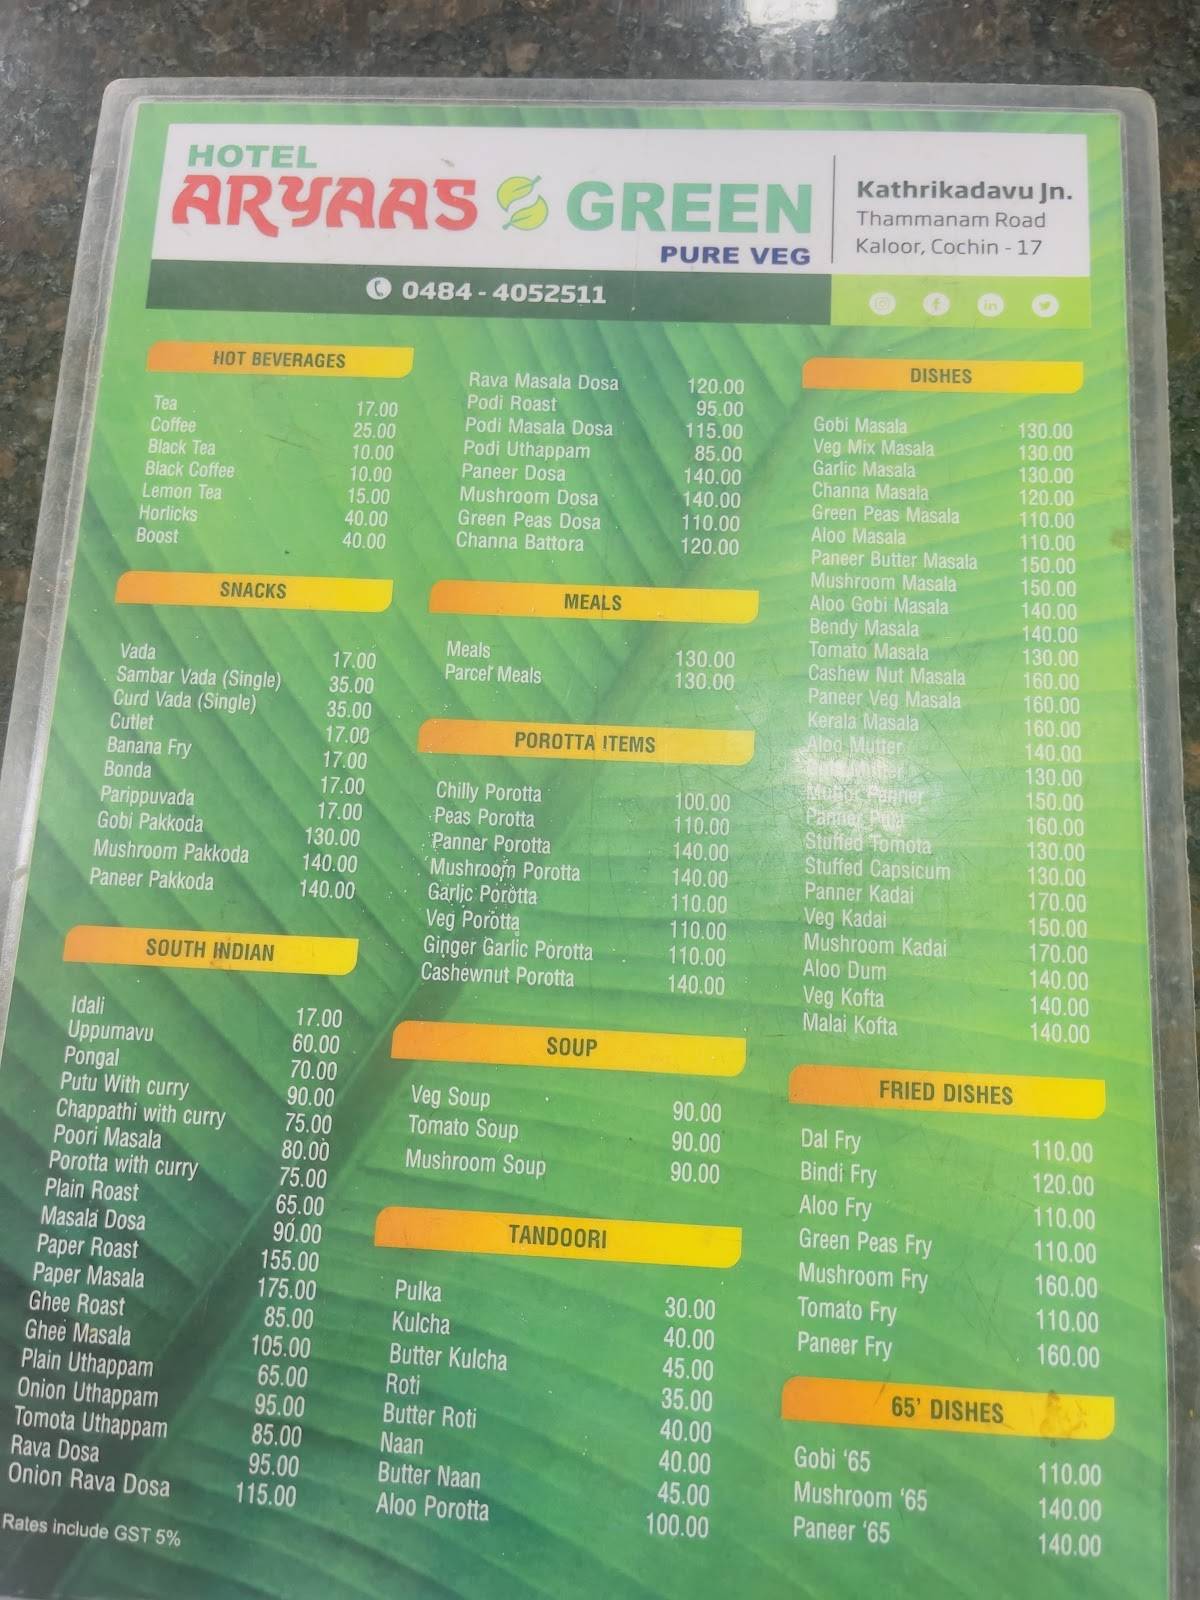 HOTEL
ARYAAS GREEN
PURE VEG
Kathrikadavu Jn.
Thammanam Road
Kaloor, Cochin - 17
0484 - 4052511
HOT BEVERAGES
Tea 17.00
Coffee 25.00
Black Tea 10.00
Black Coffee 10.00
Lemon Tea 15.00
Horlicks 40.00
Boost 40.00
SNACKS
Vada 17.00
Sambar Vada (Single) 35.00
Curd Vada (Single) 35.00
Cutlet 17.00
Banana Fry 17.00
Bonda 17.00
Parippuvada 17.00
Gobi Pakkoda 130.00
Mushroom Pakkoda 140.00
Paneer Pakkoda 140.00
SOUTH INDIAN
Idali 17.00
Uppumavu 60.00
Pongal 70.00
Putu With curry 90.00
Chappathi with curry 75.00
Poori Masala 80.00
Porotta with curry 75.00
Plain Roast 65.00
Masala Dosa 90.00
Paper Roast 155.00
Paper Masala 175.00
Ghee Roast 85.00
Ghee Masala 105.00
Plain Uthappam 65.00
Onion Uthappam 95.00
Tomota Uthappam 85.00
Rava Dosa 95.00
Onion Rava Dosa 115.00
Rates include GST 5%
Rava Masala Dosa 120.00
Podi Roast 95.00
Podi Masala Dosa 115.00
Podi Uthappam 85.00
Paneer Dosa 140.00
Mushroom Dosa 140.00
Green Peas Dosa 110.00
Channa Battora 120.00
MEALS
Meals 130.00
Parcel Meals 130.00
POROTTA ITEMS
Chilly Porotta 100.00
Peas Porotta 110.00
Panner Porotta 140.00
Mushroom Porotta 140.00
Garlic Porotta 110.00
Veg Porotta 110.00
Ginger Garlic Porotta 110.00
Cashewnut Porotta 140.00
SOUP
Veg Soup 90.00
Tomato Soup 90.00
Mushroom Soup 90.00
TANDOORI
Pulka 30.00
Kulcha 40.00
Butter Kulcha 45.00
Roti 35.00
Butter Roti 40.00
Naan 40.00
Butter Naan 45.00
Aloo Porotta 100.00
DISHES
Gobi Masala 130.00
Veg Mix Masala 130.00
Garlic Masala 130.00
Channa Masala 120.00
Green Peas Masala 110.00
Aloo Masala 110.00
Paneer Butter Masala 150.00
Mushroom Masala 150.00
Aloo Gobi Masala 140.00
Bendy Masala 140.00
Tomato Masala 130.00
Cashew Nut Masala 160.00
Paneer Veg Masala 160.00
Kerala Masala 160.00
Aloo Mutter 140.00
130.00
Panner 150.00
Panner 160.00
Stuffed Tomota 130.00
Stuffed Capsicum 130.00
Panner Kadai 170.00
Veg Kadai 150.00
Mushroom Kadai 170.00
Aloo Dum 140.00
Veg Kofta 140.00
Malai Kofta 140.00
FRIED DISHES
Dal Fry 110.00
Bindi Fry 120.00
Aloo Fry 110.00
Green Peas Fry 110.00
Mushroom Fry 160.00
Tomato Fry 110.00
Paneer Fry 160.00
65' DISHES
Gobi '65 110.00
Mushroom '65 140.00
Paneer '65 140.00